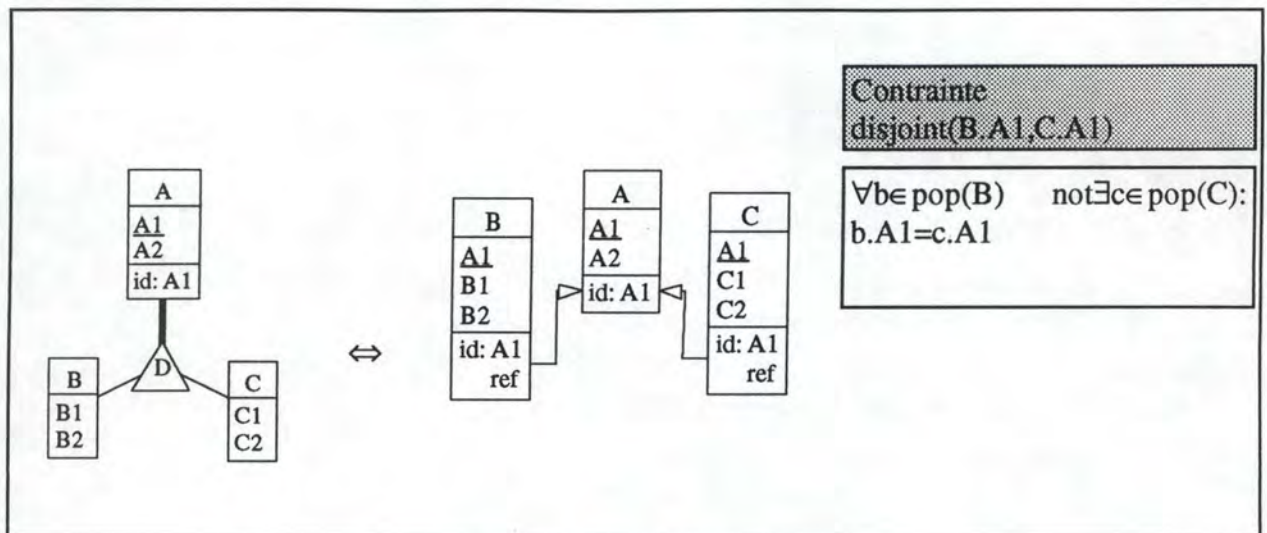 A
A1
A2
id: A1
D
B
B1
B2
C
C1
C2
⇔
B
A1
B1
B2
id: A1
ref
A
A1
A2
id: A1
C
A1
C1
C2
id: A1
ref
Contrainte
disjoint(B.A1,C.A1)
∀b∈pop(B) not∃c∈pop(C):
b.A1=c.A1